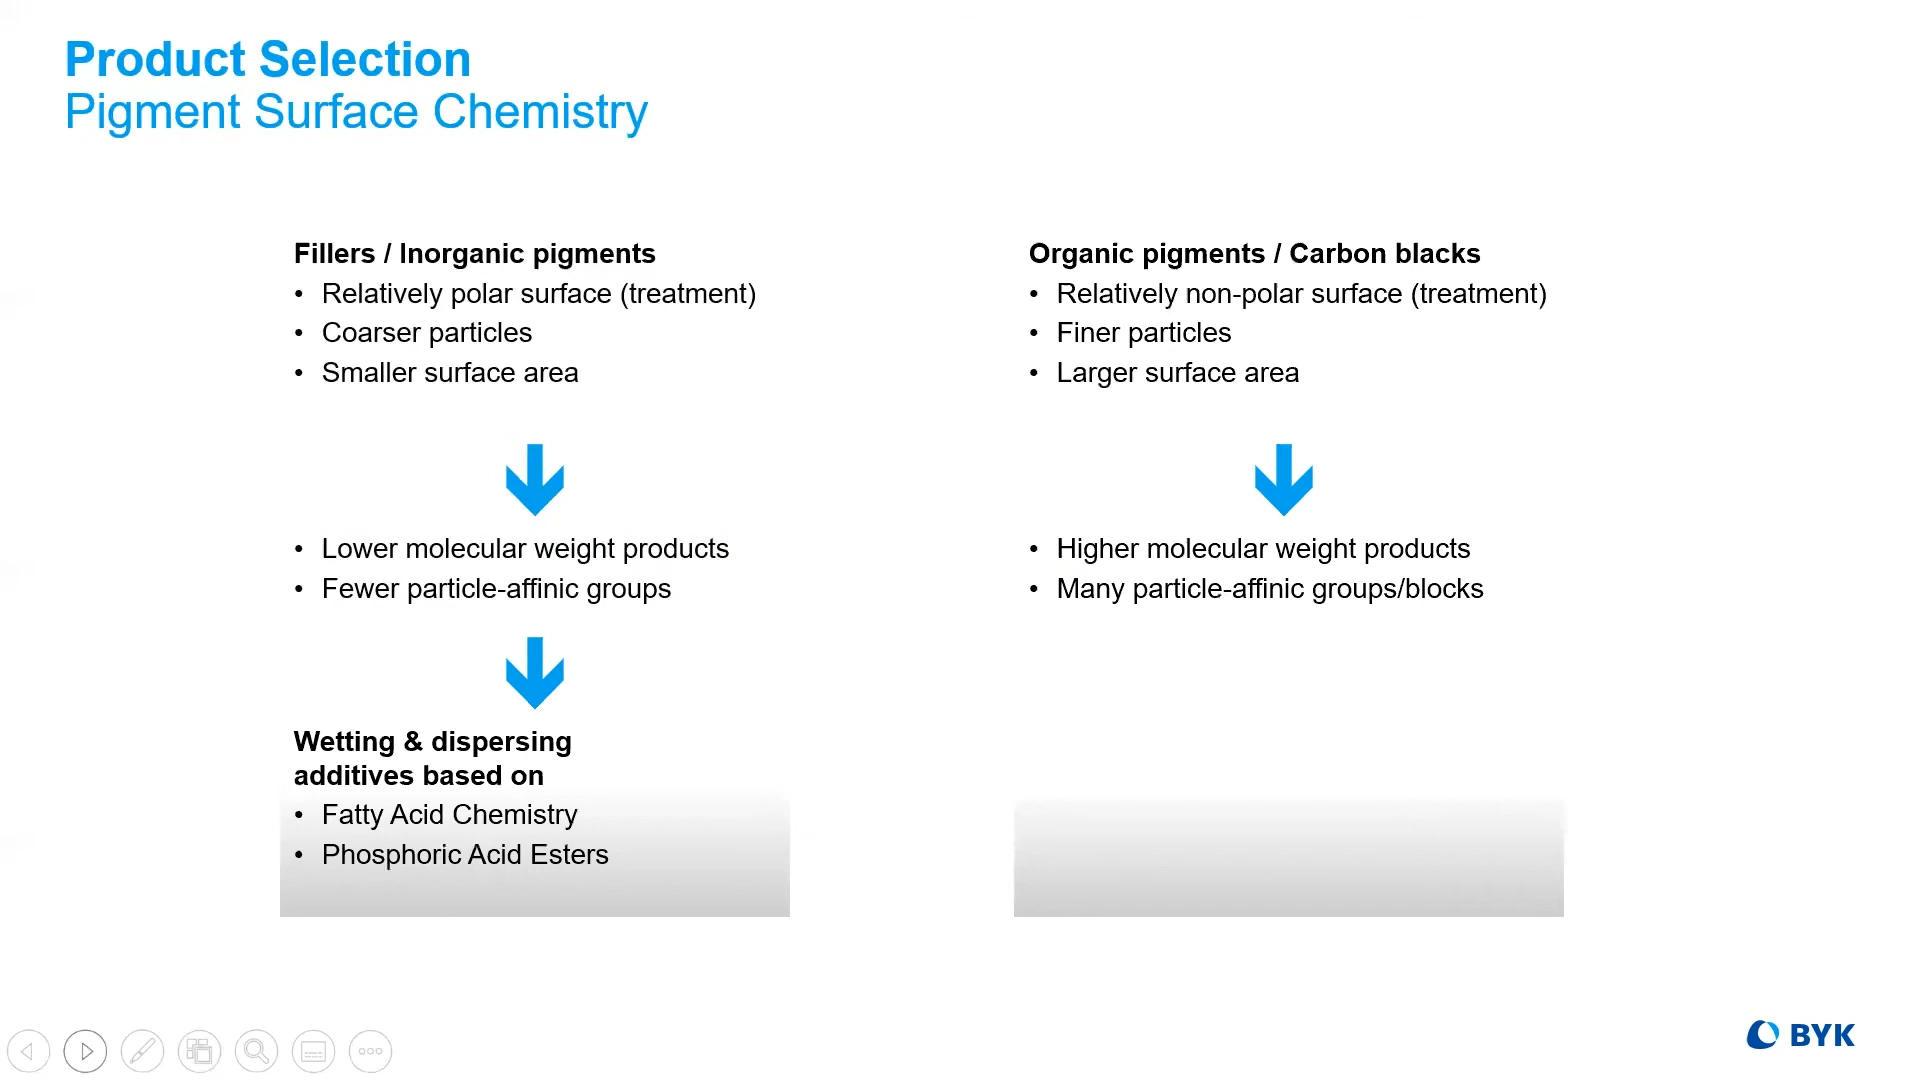 Product Selection
Pigment Surface Chemistry
Fillers / Inorganic pigments
• Relatively polar surface (treatment)
• Coarser particles
• Smaller surface area
• Lower molecular weight products
• Fewer particle-affinic groups
Wetting & dispersing
additives based on
• Fatty Acid Chemistry
• Phosphoric Acid Esters
Organic pigments / Carbon blacks
• Relatively non-polar surface (treatment)
• Finer particles
• Larger surface area
• Higher molecular weight products
• Many particle-affinic groups/blocks
BYK